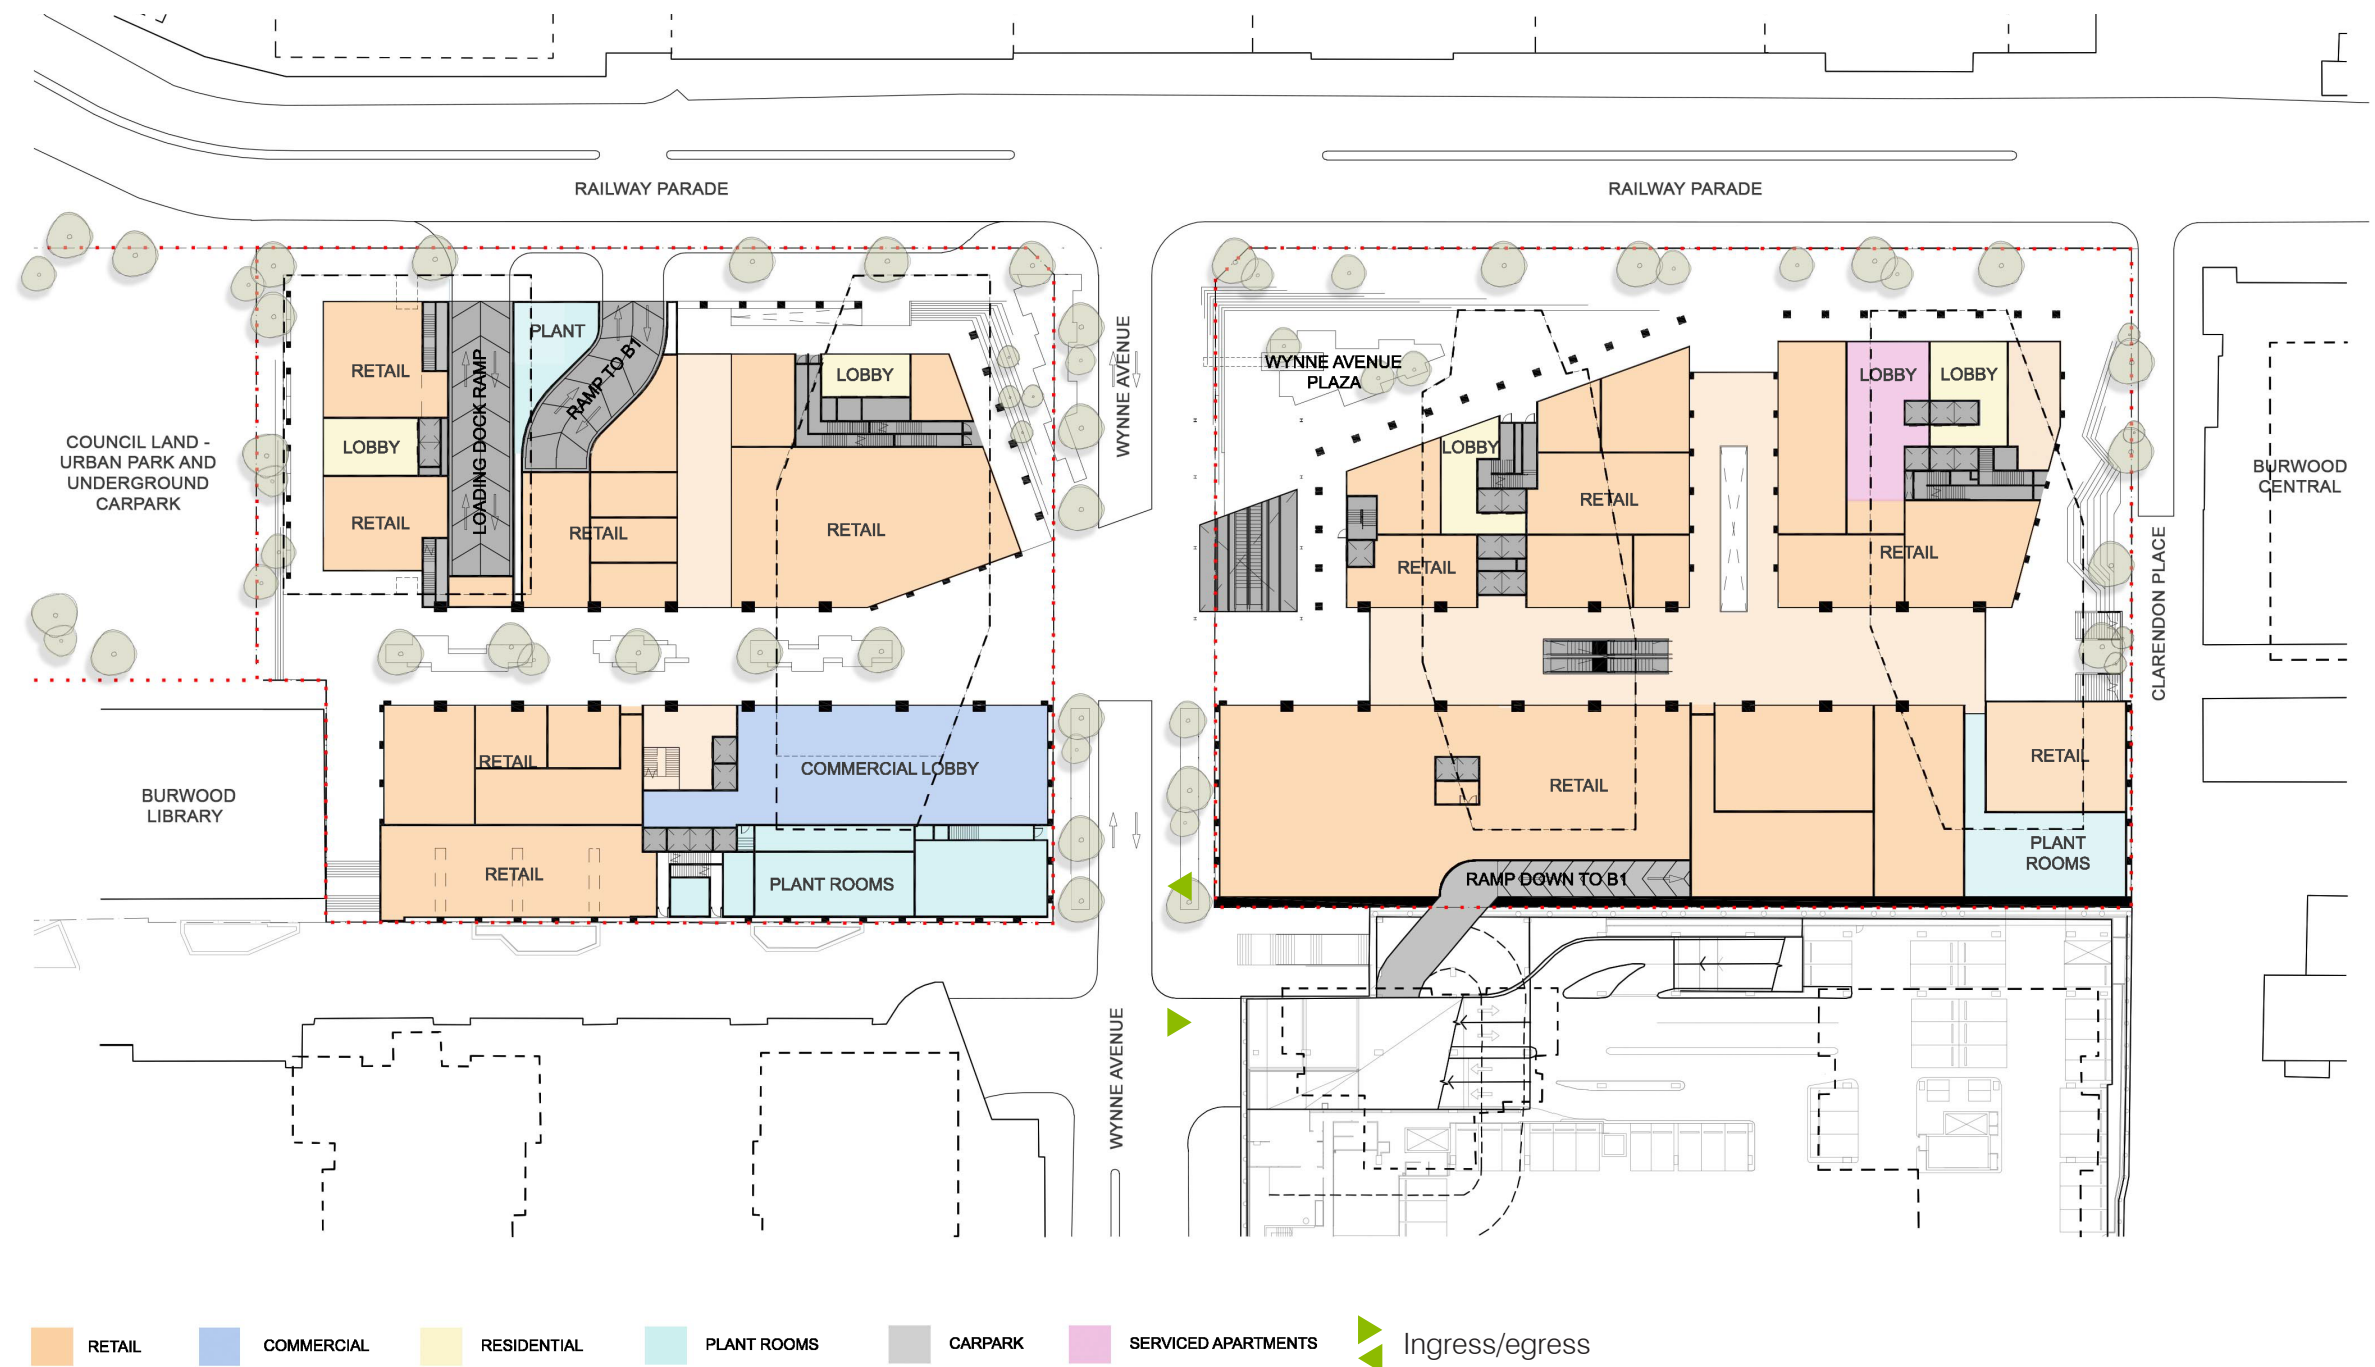 RAILWAY PARADE
RAILWAY PARADE
PLANT
RETAIL
LOADING DOCK RAMP
RAMP TO B1
LOBBY
WYNNE AVENUE
WYNNE AVENUE
PLAZA
LOBBY
LOBBY
COUNCIL LAND -
URBAN PARK AND
UNDERGROUND
CARPARK
LOBBY
LOBBY
BURWOOD
CENTRAL
RETAIL
RETAIL
RETAIL
RETAIL
RETAIL
RETAIL
CLARENDON PLACE
RETAIL
COMMERCIAL LOBBY
RETAIL
RETAIL
BURWOOD
LIBRARY
RETAIL
PLANT ROOMS
RAMP DOWN TO B1
PLANT
ROOMS
WYNNE AVENUE
RETAIL
COMMERCIAL
RESIDENTIAL
PLANT ROOMS
CARPARK
SERVICED APARTMENTS
Ingress/egress